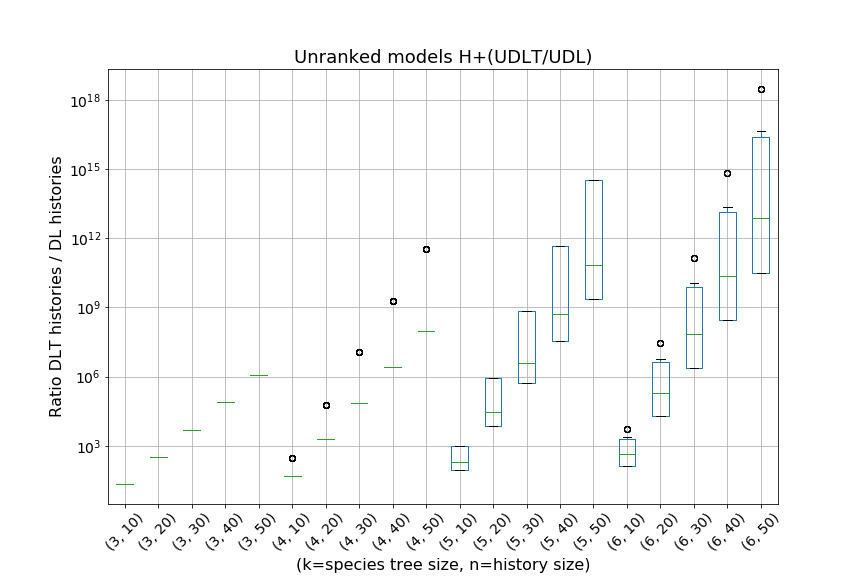 Unranked models H+(UDLT/UDL)
Ratio DLT histories / DL histories
10^18
10^15
10^12
10^9
10^6
10^3
(3, 10) (3, 20) (3, 30) (3, 40) (3, 50) (4, 10) (4, 20) (4, 30) (4, 40) (4, 50) (5, 10) (5, 20) (5, 30) (5, 40) (5, 50) (6, 10) (6, 20) (6, 30) (6, 40) (6, 50)
(k=species tree size, n=history size)